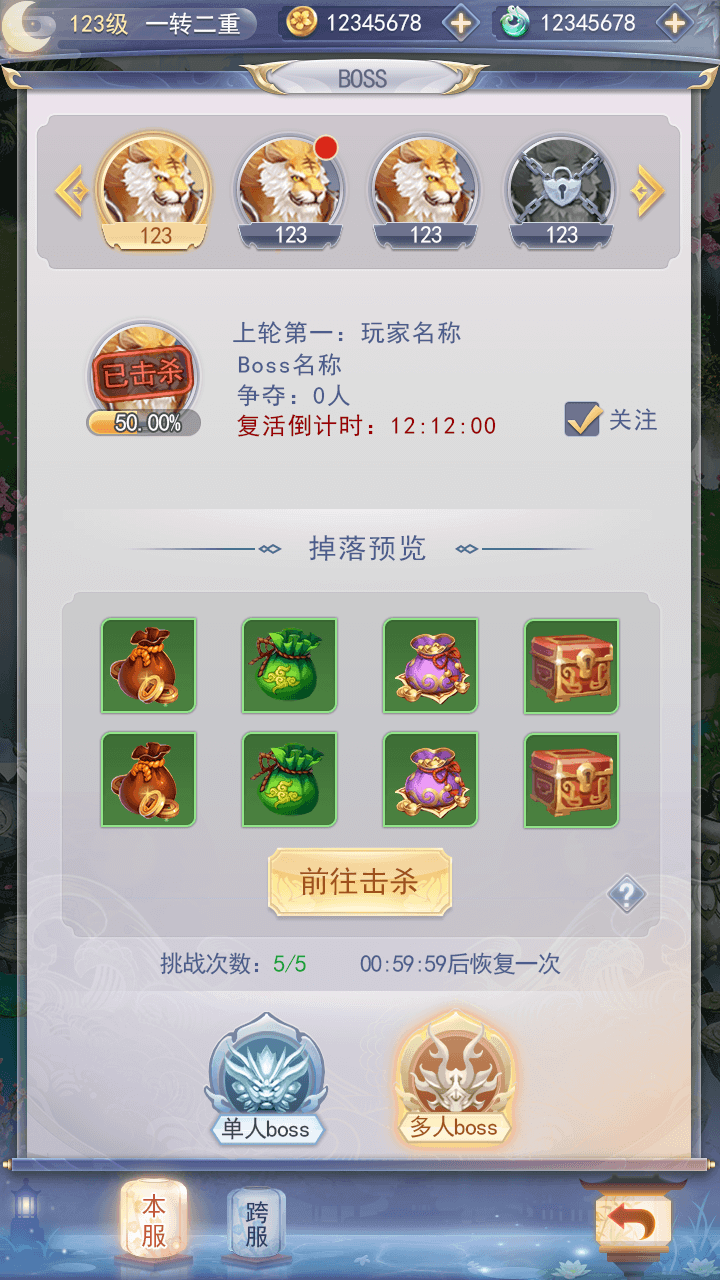 123级 一转二重 12345678 12345678
BOSS
123 123 123 123
上轮第一：玩家名称
Boss名称
争夺：0人
复活倒计时：12:12:00
已击杀
50.00%
关注
掉落预览
前往击杀
?
挑战次数：5/5 00:59:59后恢复一次
单人boss 多人boss
本服 跨服